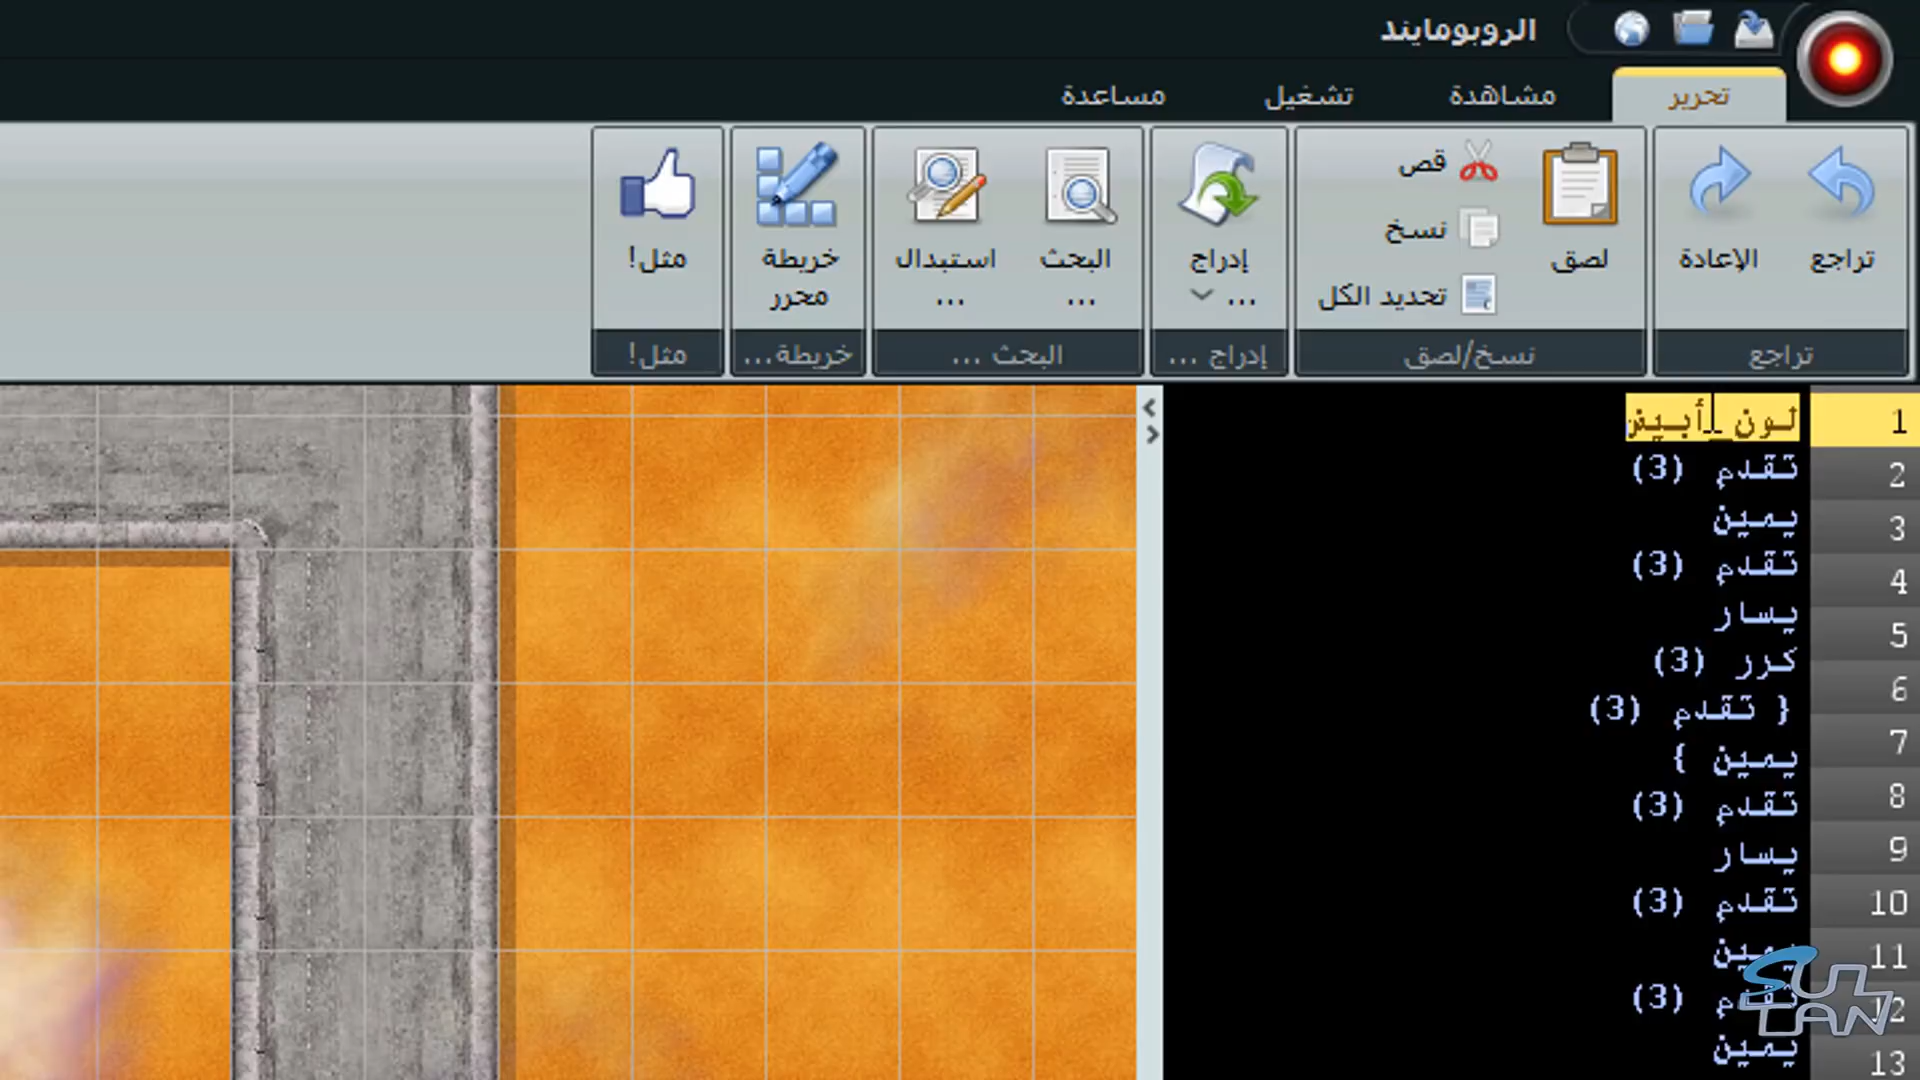 الروبومايند
تحرير مشاهدة تشغيل مساعدة
تراجع
الإعادة
تراجع
لصق
قص
نسخ
تحديد الكل
نسخ/لصق
إدراج
...
إدراج ...
البحث
...
استبدال
...
البحث ...
خريطة
محرر
خريطة...
مثل!
مثل!
1 لون_أبيض
2 تقدم (3)
3 يمين
4 تقدم (3)
5 يسار
6 كرر (3)
7 { تقدم (3)
8 يمين }
9 تقدم (3)
10 يسار
11 تقدم (3)
12 يمين
13 تقدم (3)
يمين
SULTAN